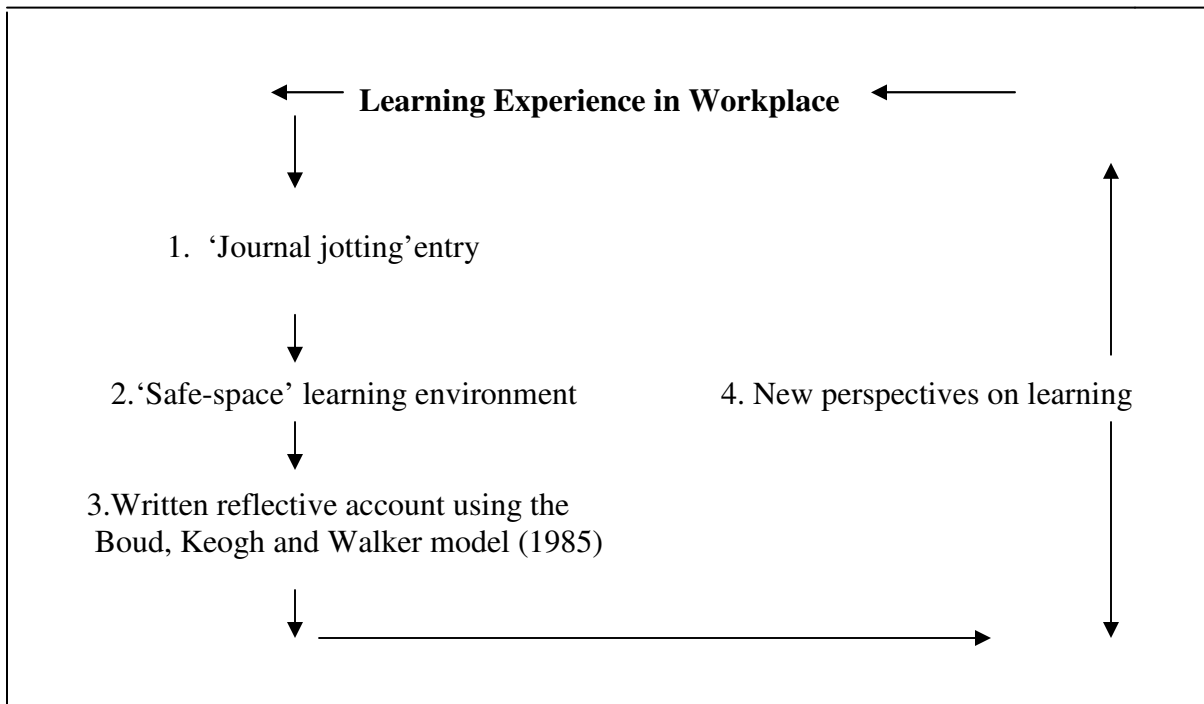 Learning Experience in Workplace
1. ‘Journal jotting’entry
2.‘Safe-space’ learning environment
4. New perspectives on learning
3.Written reflective account using the
Boud, Keogh and Walker model (1985)